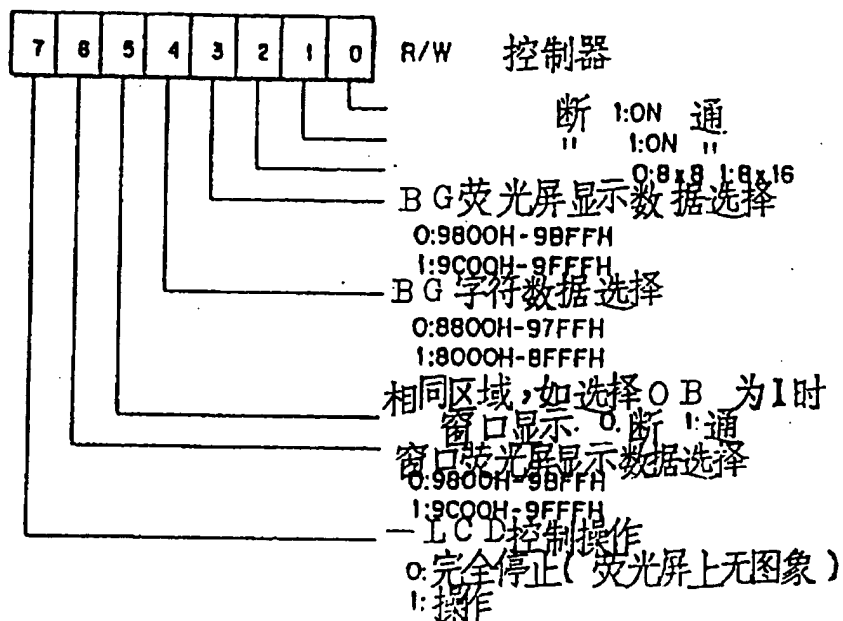 7 6 5 4 3 2 1 0 R/W 控制器
断 1:ON 通
" 1:ON "
0:8x8 1:8x16
BG荧光屏显示数据选择
0:9800H-9BFFH
1:9C00H-9FFFH
BG字符数据选择
0:8800H-97FFH
1:8000H-8FFFH
相同区域,如选择OB 为1时
窗口显示. 0.断 1:通
窗口荧光屏显示数据选择
0:9800H-9BFFH
1:9C00H-9FFFH
一LCD控制操作
0:完全停止(荧光屏上无图象)
1:操作